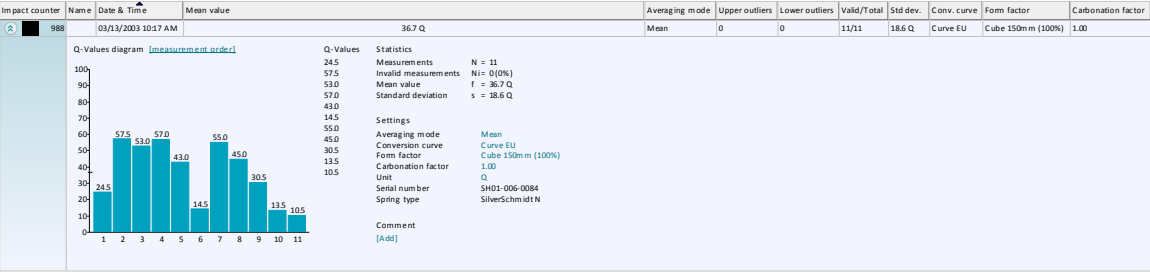 Impact counter Name Date & Time Mean value Averaging mode Upper outliers Lower outliers Valid/Total Std dev. Conv. curve Form factor Carbonation factor
988 03/13/2003 10:17 AM 36.7 Q Mean 0 0 11/11 18.6 Q Curve EU Cube 150mm (100%) 1.00
Q-Values diagram [measurement order]
100
90
80
70
60
50
40
30
20
10
0
24.5
57.5
53.0
57.0
43.0
14.5
55.0
45.0
30.5
13.5
10.5
1 2 3 4 5 6 7 8 9 10 11
Q-Values
24.5
57.5
53.0
57.0
43.0
14.5
55.0
45.0
30.5
13.5
10.5
Statistics
Measurements N = 11
Invalid measurements Ni = 0(0%)
Mean value f = 36.7 Q
Standard deviation s = 18.6 Q
Settings
Averaging mode Mean
Conversion curve Curve EU
Form factor Cube 150mm (100%)
Carbonation factor 1.00
Unit Q
Serial number SH01-006-0084
Spring type SilverSchmidt N
Comment
[Add]